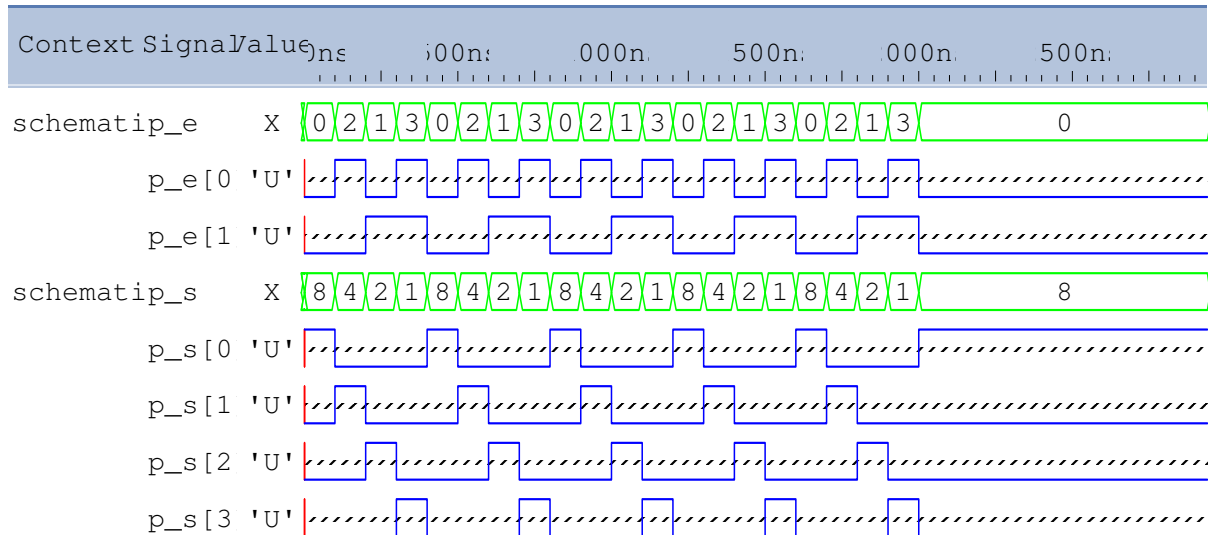 Context Signal Value 0ns 500ns 000n 500n 000n 500n
schematip_e X 0 2 1 3 0 2 1 3 0 2 1 3 0 2 1 3 0 2 1 3 0
p_e[0 'U'
p_e[1 'U'
schematip_s X 8 4 2 1 8 4 2 1 8 4 2 1 8 4 2 1 8 4 2 1 8
p_s[0 'U'
p_s[1 'U'
p_s[2 'U'
p_s[3 'U'